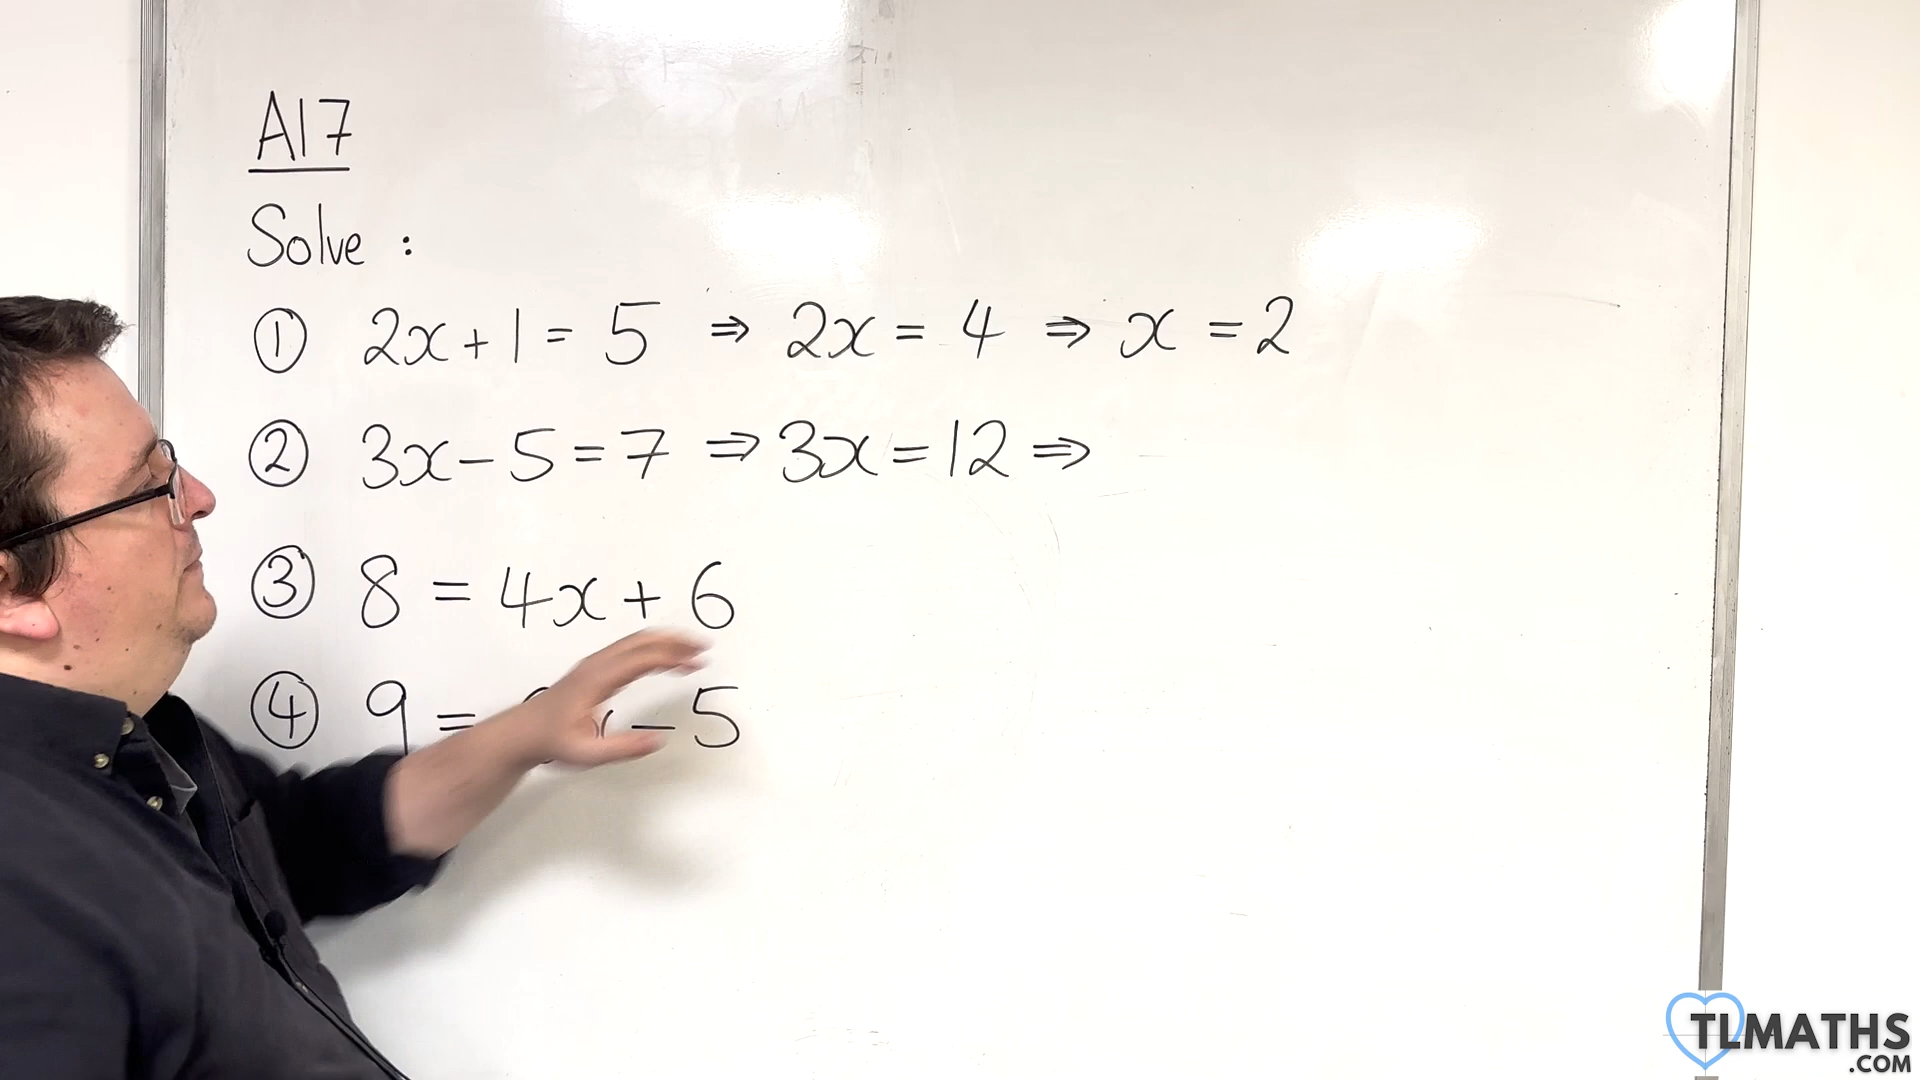 A17
Solve :
① 2x + 1 = 5 ⇒ 2x = 4 ⇒ x = 2
② 3x - 5 = 7 ⇒ 3x = 12 ⇒
③ 8 = 4x + 6
④ 9 = x - 5
TLMATHS
.COM